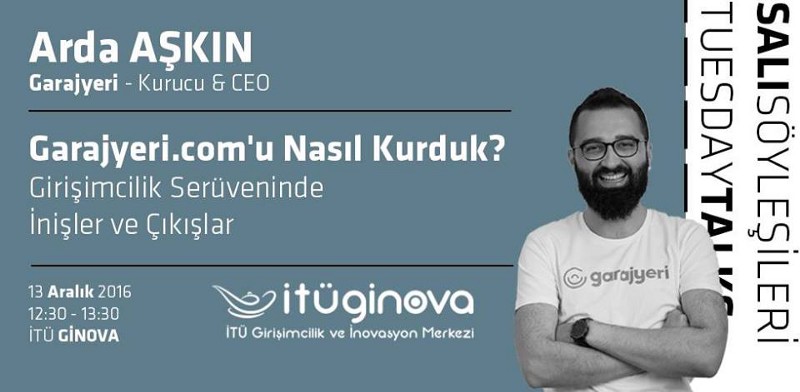 Arda AŞKIN
Garajyeri - Kurucu & CEO
Garajyeri.com'u Nasıl Kurduk?
Girişimcilik Serüveninde
İnişler ve Çıkışlar
13 Aralık 2016
12:30 - 13:30
İTÜ GİNOVA
itüginova
İTÜ Girişimcilik ve İnovasyon Merkezi
garajyeri
SALISÖYLEŞİLERİ
TUESDAYTALKS